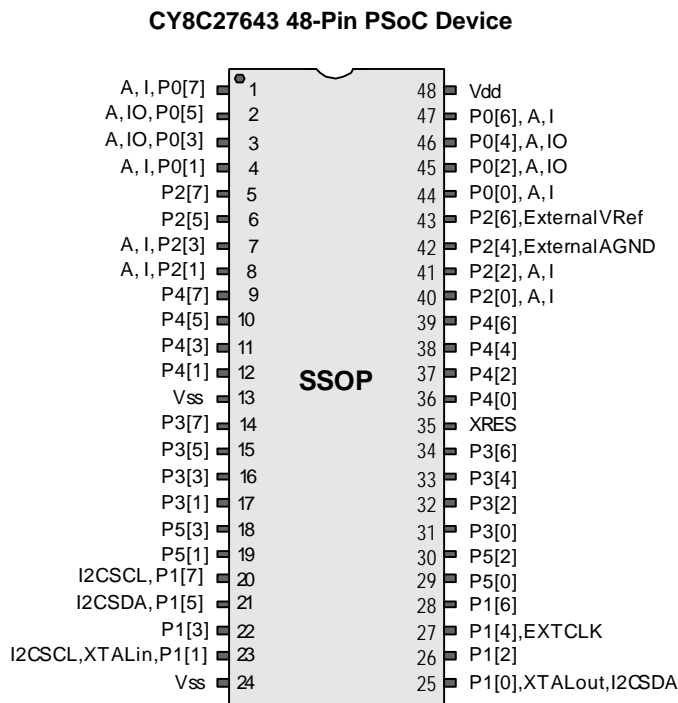 CY8C27643 48-Pin PSoC Device
A, I, P0[7] 1 48 Vdd
A, IO, P0[5] 2 47 P0[6], A, I
A, IO, P0[3] 3 46 P0[4], A, IO
A, I, P0[1] 4 45 P0[2], A, IO
P2[7] 5 44 P0[0], A, I
P2[5] 6 43 P2[6], External VRef
A, I, P2[3] 7 42 P2[4], External AGND
A, I, P2[1] 8 41 P2[2], A, I
P4[7] 9 40 P2[0], A, I
P4[5] 10 39 P4[6]
P4[3] 11 38 P4[4]
P4[1] 12 SSOP 37 P4[2]
Vss 13 36 P4[0]
P3[7] 14 35 XRES
P3[5] 15 34 P3[6]
P3[3] 16 33 P3[4]
P3[1] 17 32 P3[2]
P5[3] 18 31 P3[0]
P5[1] 19 30 P5[2]
I2CSCL, P1[7] 20 29 P5[0]
I2CSDA, P1[5] 21 28 P1[6]
P1[3] 22 27 P1[4], EXTCLK
I2CSCL, XTALin, P1[1] 23 26 P1[2]
Vss 24 25 P1[0], XTALout, I2CSDA